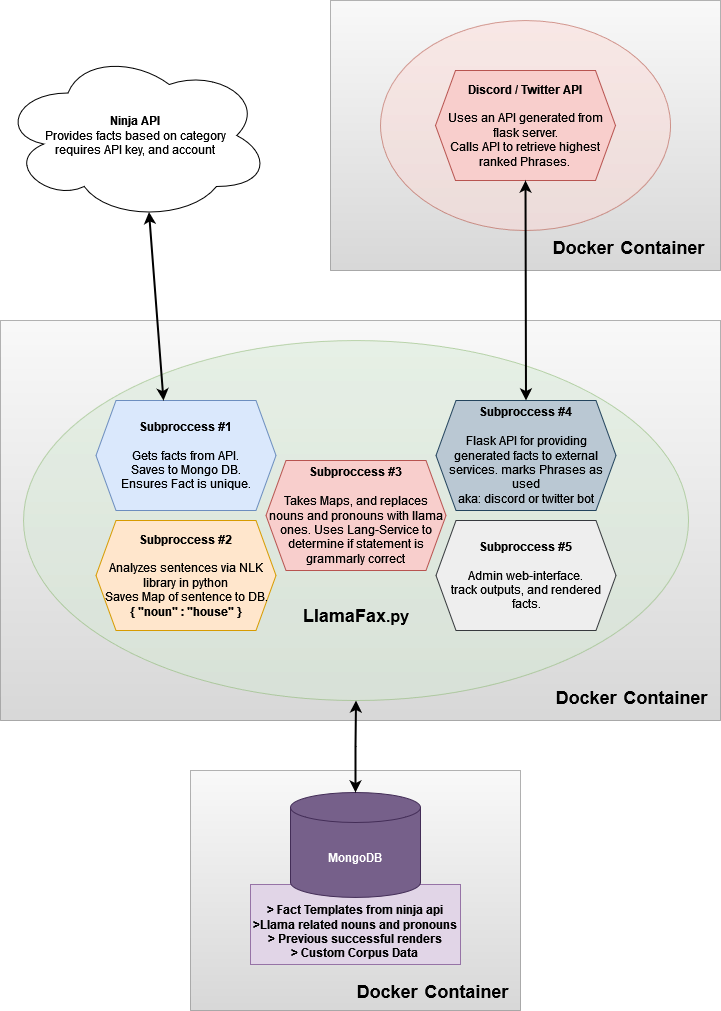 Ninja API
Provides facts based on category
requires API key, and account
Discord / Twitter API
Uses an API generated from
flask server.
Calls API to retrieve highest
ranked Phrases.
Docker Container
Subproccess #1
Gets facts from API.
Saves to Mongo DB.
Ensures Fact is unique.
Subproccess #2
Analyzes sentences via NLK
library in python
Saves Map of sentence to DB.
{ "noun" : "house" }
Subproccess #3
Takes Maps, and replaces
nouns and pronouns with llama
ones. Uses Lang-Service to
determine if statement is
grammarly correct
Subproccess #4
Flask API for providing
generated facts to external
services. marks Phrases as
used
aka: discord or twitter bot
Subproccess #5
Admin web-interface.
track outputs, and rendered
facts.
LlamaFax.py
Docker Container
MongoDB
> Fact Templates from ninja api
>Llama related nouns and pronouns
> Previous successful renders
> Custom Corpus Data
Docker Container